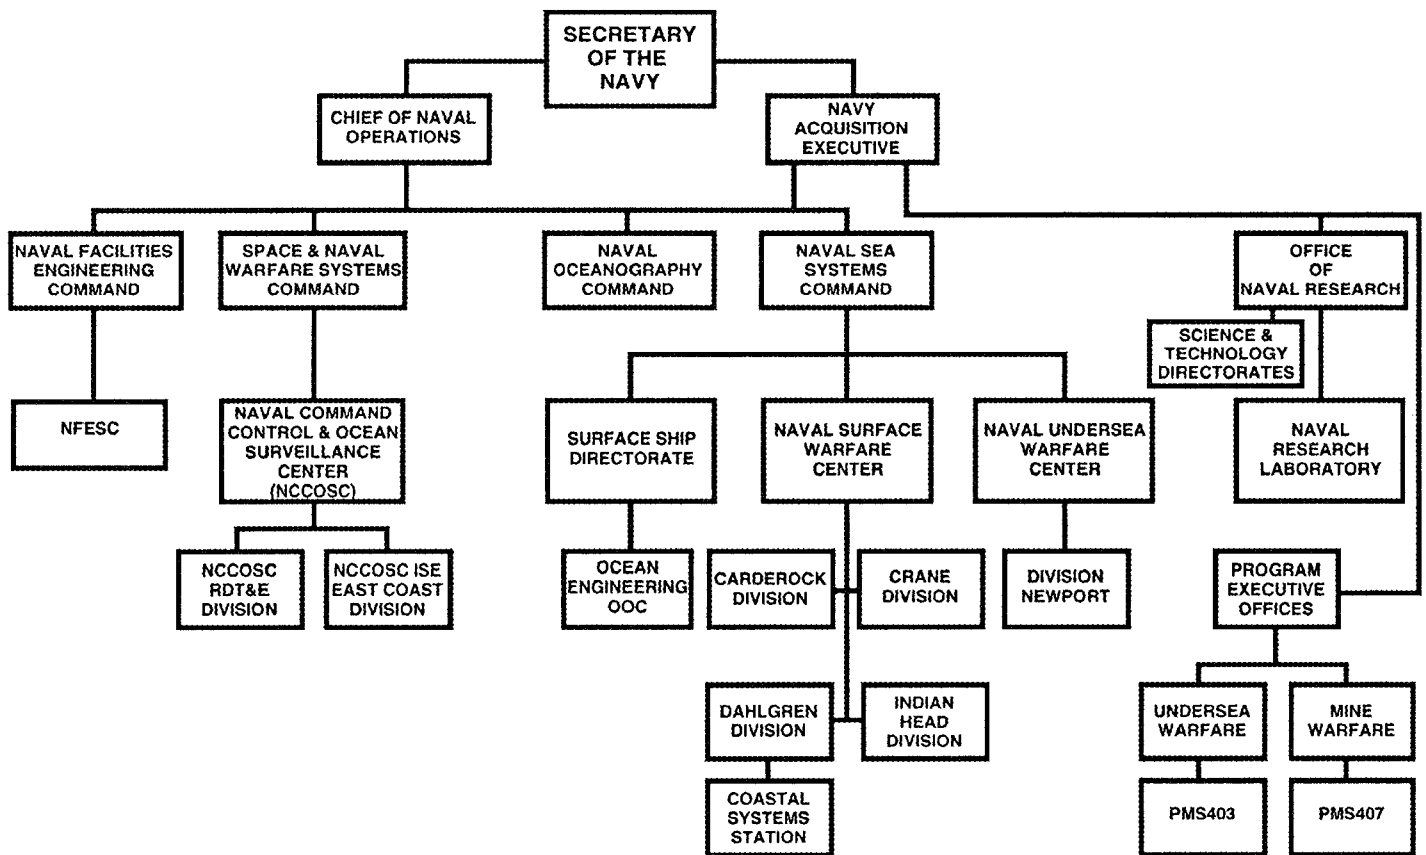 SECRETARY
OF THE
NAVY
CHIEF OF NAVAL
OPERATIONS
NAVY
ACQUISITION
EXECUTIVE
NAVAL FACILITIES
ENGINEERING
COMMAND
SPACE & NAVAL
WARFARE SYSTEMS
COMMAND
NAVAL
OCEANOGRAPHY
COMMAND
NAVAL SEA
SYSTEMS
COMMAND
OFFICE
OF
NAVAL RESEARCH
SCIENCE &
TECHNOLOGY
DIRECTORATES
NFESC
NAVAL COMMAND
CONTROL & OCEAN
SURVEILLANCE
CENTER
(NCCOSC)
SURFACE SHIP
DIRECTORATE
NAVAL SURFACE
WARFARE
CENTER
NAVAL UNDERSEA
WARFARE
CENTER
NAVAL
RESEARCH
LABORATORY
NCCOSC
RDT&E
DIVISION
NCCOSC ISE
EAST COAST
DIVISION
OCEAN
ENGINEERING
OOC
CARDEROCK
DIVISION
CRANE
DIVISION
DIVISION
NEWPORT
PROGRAM
EXECUTIVE
OFFICES
DAHLGREN
DIVISION
INDIAN
HEAD
DIVISION
UNDERSEA
WARFARE
MINE
WARFARE
COASTAL
SYSTEMS
STATION
PMS403
PMS407